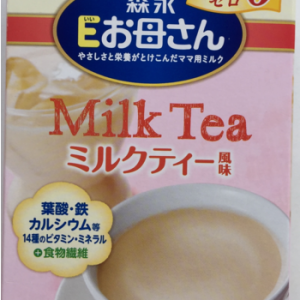 森永
ゼロ
Eお母さん
いい
やさしさと栄養がとけこんだママ用ミルク
Milk Tea
ミルクティー風味
葉酸・鉄
カルシウム等
14種のビタミン・ミネラル
+食物繊維